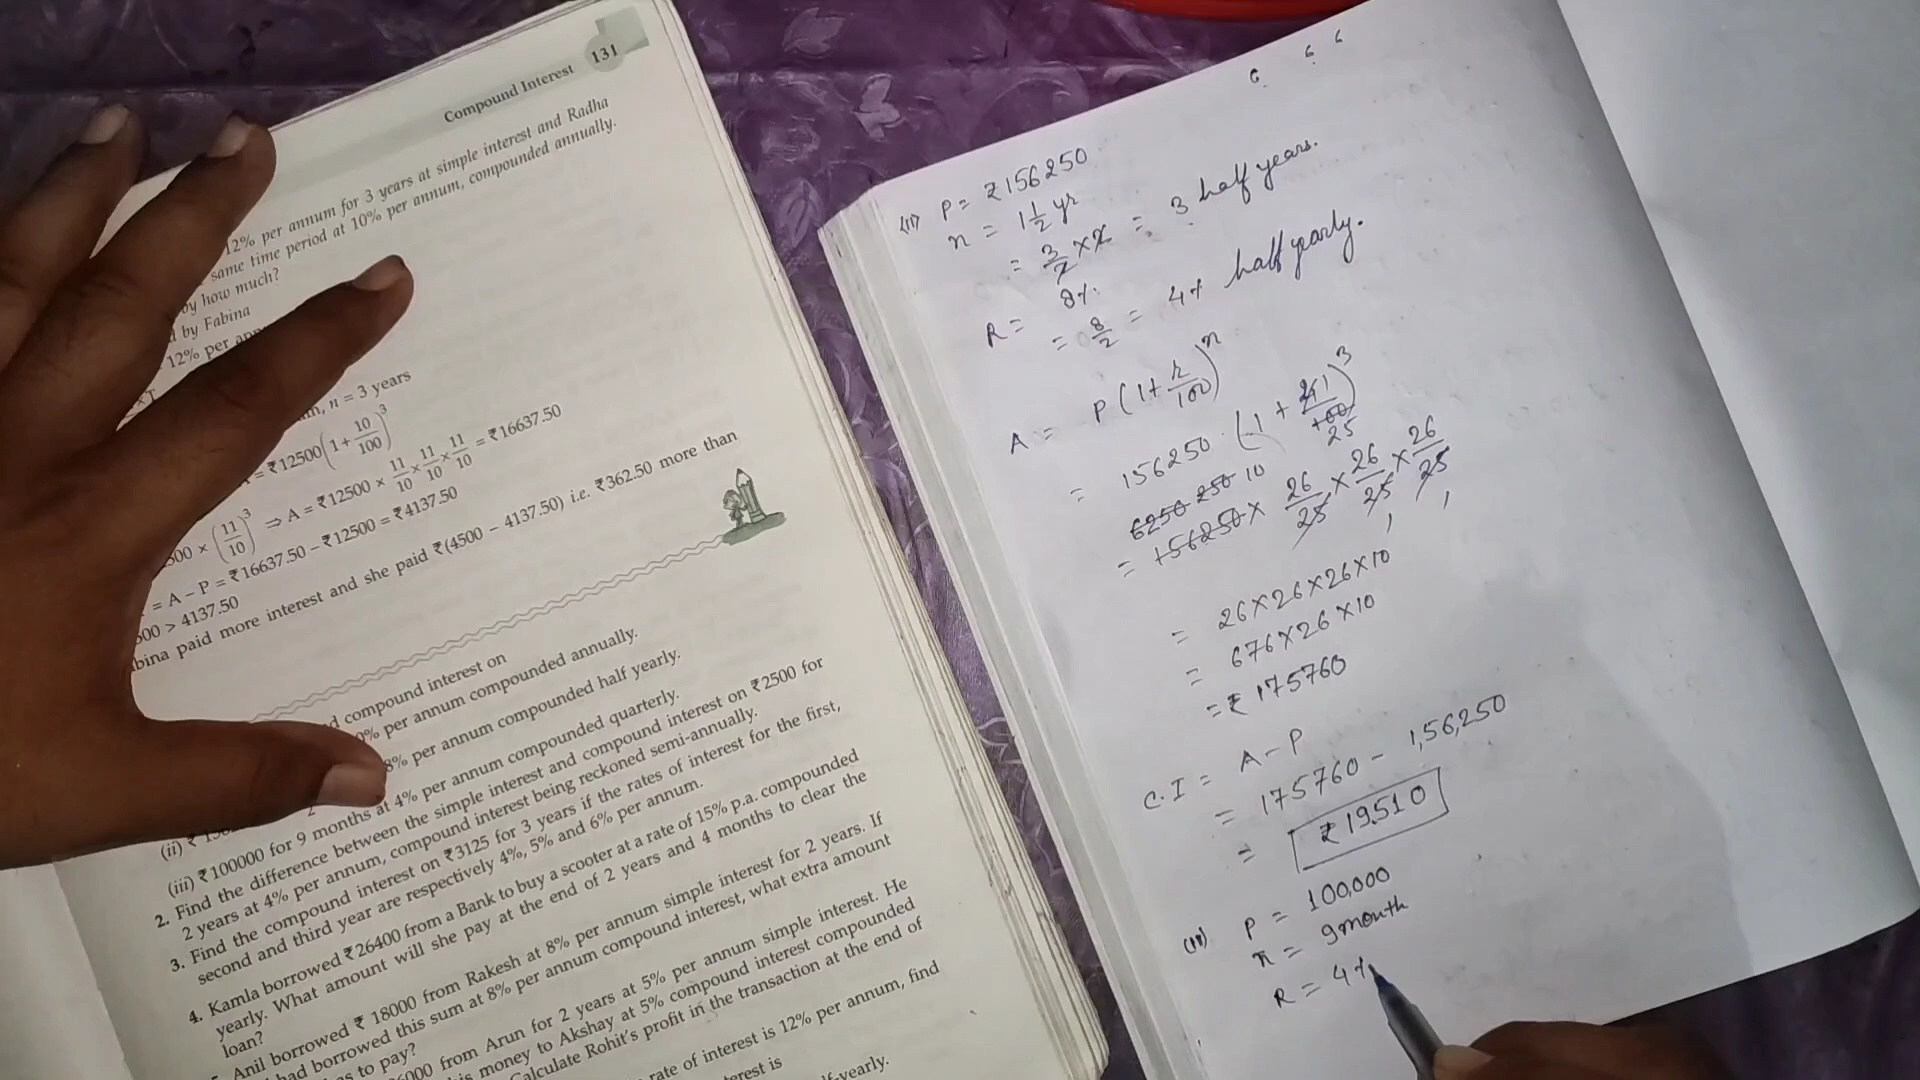 Compound Interest 131
12% per annum for 3 years at simple interest and Radha
same time period at 10% per annum, compounded annually.
by how much?
by Fabina
12% per
n = 3 years
= ₹12500(1 + 10/100)^3
× (11/10)^3 ⇒ A = ₹12500 × 11/10 × 11/10 × 11/10 = ₹16637.50
= A – P = ₹16637.50 – ₹12500 = ₹4137.50
> 4137.50
paid more interest and she paid ₹(4500 – 4137.50) i.e. ₹362.50 more than
compound interest on
per annum compounded annually.
8% per annum compounded half yearly.
(ii) ₹
(iii) ₹100000 for 9 months at 4% per annum compounded quarterly.
2. Find the difference between the simple interest and compound interest on ₹2500 for
2 years at 4% per annum, compound interest being reckoned semi-annually.
3. Find the compound interest on ₹3125 for 3 years if the rates of interest for the first,
second and third year are respectively 4%, 5% and 6% per annum.
4. Kamla borrowed ₹26400 from a Bank to buy a scooter at a rate of 15% p.a. compounded
yearly. What amount will she pay at the end of 2 years and 4 months to clear the
loan?
Anil borrowed ₹ 18000 from Rakesh at 8% per annum simple interest for 2 years. If
had borrowed this sum at 8% per annum compound interest, what extra amount
to pay?
from Arun for 2 years at 5% per annum simple interest. He
money to Akshay at 5% compound interest compounded
Calculate Rohit's profit in the transaction at the end of
rate of interest is 12% per annum, find
is
(ii) P = ₹156250
n = 1 1/2 yr
= 3/2 × 2 = 3 half years.
R = 8%
= 8/2 = 4% half yearly.
A = P(1 + r/100)^n
= 156250 (1 + 4 1/100 25)^3
6250 250 10
= 156250 × 26/25 × 26/25 × 26/25
= 26×26×26×10
= 676×26×10
= ₹175760
C.I = A – P
= 175760 – 1,56,250
= ₹19510
(iii) P = 100,000
n = 9month
R = 4%